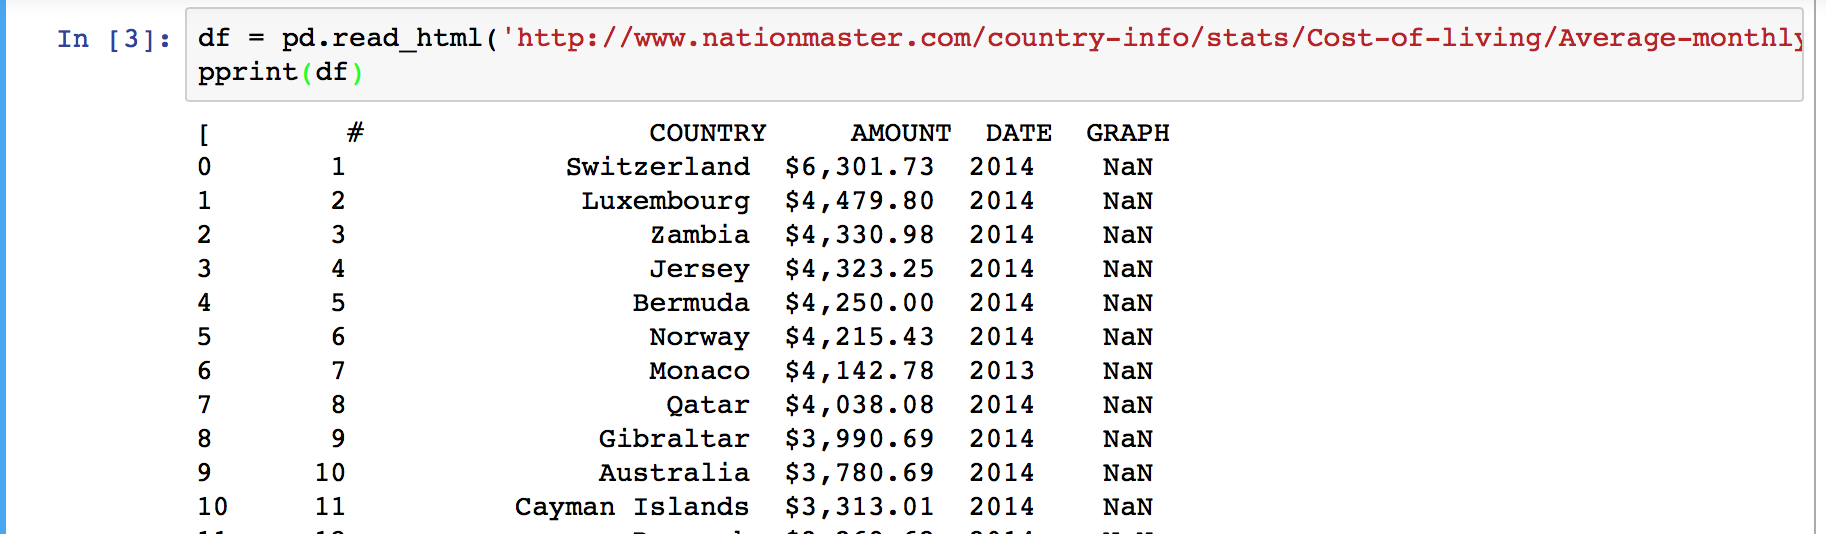 In [3]: df = pd.read_html('http://www.nationmaster.com/country-info/stats/Cost-of-living/Average-monthly
pprint(df)
[ # COUNTRY AMOUNT DATE GRAPH
0 1 Switzerland $6,301.73 2014 NaN
1 2 Luxembourg $4,479.80 2014 NaN
2 3 Zambia $4,330.98 2014 NaN
3 4 Jersey $4,323.25 2014 NaN
4 5 Bermuda $4,250.00 2014 NaN
5 6 Norway $4,215.43 2014 NaN
6 7 Monaco $4,142.78 2013 NaN
7 8 Qatar $4,038.08 2014 NaN
8 9 Gibraltar $3,990.69 2014 NaN
9 10 Australia $3,780.69 2014 NaN
10 11 Cayman Islands $3,313.01 2014 NaN